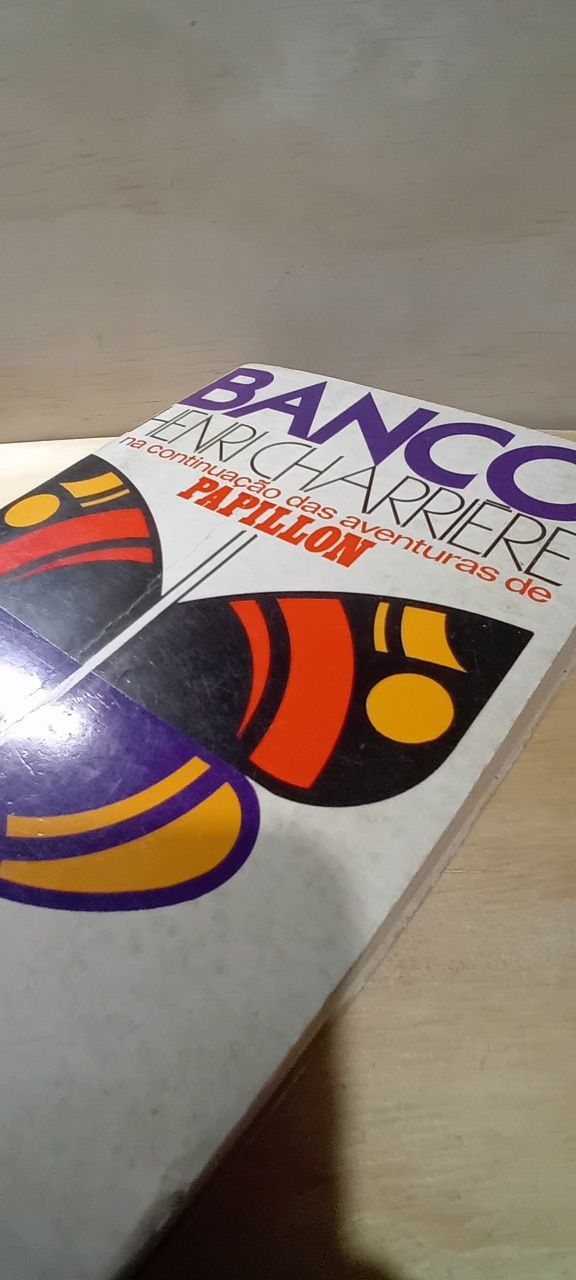 BANCO
HENRI CHARRIÈRE
na continuação das aventuras de
PAPILLON